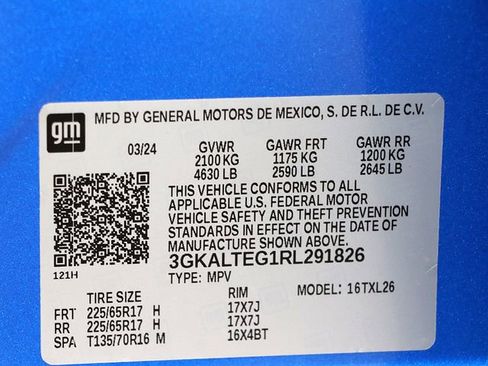 gm MFD BY GENERAL MOTORS DE MEXICO, S. DE R.L. DE C.V.
03/24 GVWR GAWR FRT GAWR RR
2100 KG 1175 KG 1200 KG
4630 LB 2590 LB 2645 LB
THIS VEHICLE CONFORMS TO ALL
APPLICABLE U.S. FEDERAL MOTOR
VEHICLE SAFETY AND THEFT PREVENTION
STANDARDS IN EFFECT ON THE DATE OF
MANUFACTURE SHOWN ABOVE.
3GKALTEG1RL291826
121H
TYPE: MPV
TIRE SIZE RIM MODEL: 16TXL26
FRT 225/65R17 H 17X7J
RR 225/65R17 H 17X7J
SPA T135/70R16 M 16X4BT